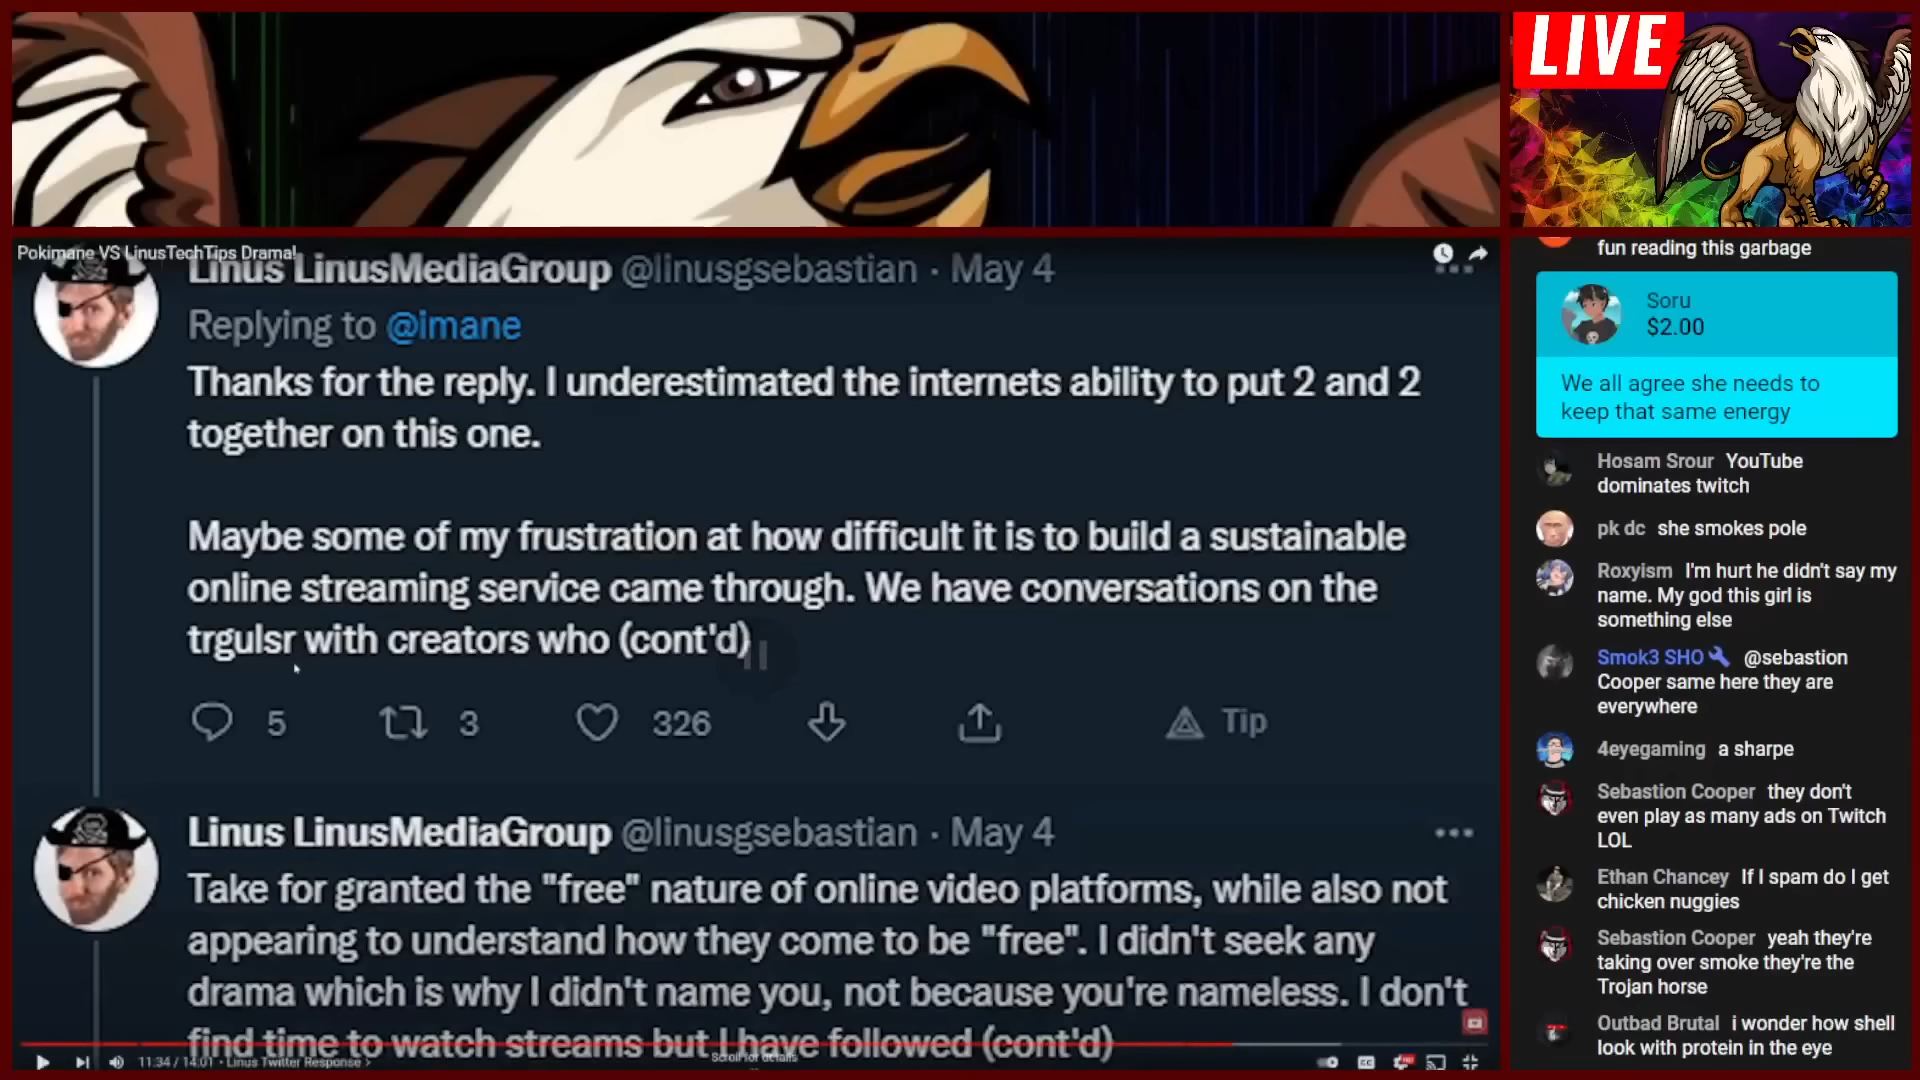 LIVE
Pokimane VS LinusTechTips Drama!
Linus LinusMediaGroup @linusgsebastian · May 4
Replying to @imane
Thanks for the reply. I underestimated the internets ability to put 2 and 2
together on this one.
Maybe some of my frustration at how difficult it is to build a sustainable
online streaming service came through. We have conversations on the
trgulsr with creators who (cont'd)
5 3 326 Tip
Linus LinusMediaGroup @linusgsebastian · May 4
Take for granted the "free" nature of online video platforms, while also not
appearing to understand how they come to be "free". I didn't seek any
drama which is why I didn't name you, not because you're nameless. I don't
find time to watch streams but I have followed (cont'd)
Scroll for details
11:34 / 14:01 · Linus Twitter Response >
fun reading this garbage
Soru
$2.00
We all agree she needs to
keep that same energy
Hosam Srour YouTube
dominates twitch
pk dc she smokes pole
Roxyism I'm hurt he didn't say my
name. My god this girl is
something else
Smok3 SHO @sebastion
Cooper same here they are
everywhere
4eyegaming a sharpe
Sebastion Cooper they don't
even play as many ads on Twitch
LOL
Ethan Chancey If I spam do I get
chicken nuggies
Sebastion Cooper yeah they're
taking over smoke they're the
Trojan horse
Outbad Brutal i wonder how shell
look with protein in the eye